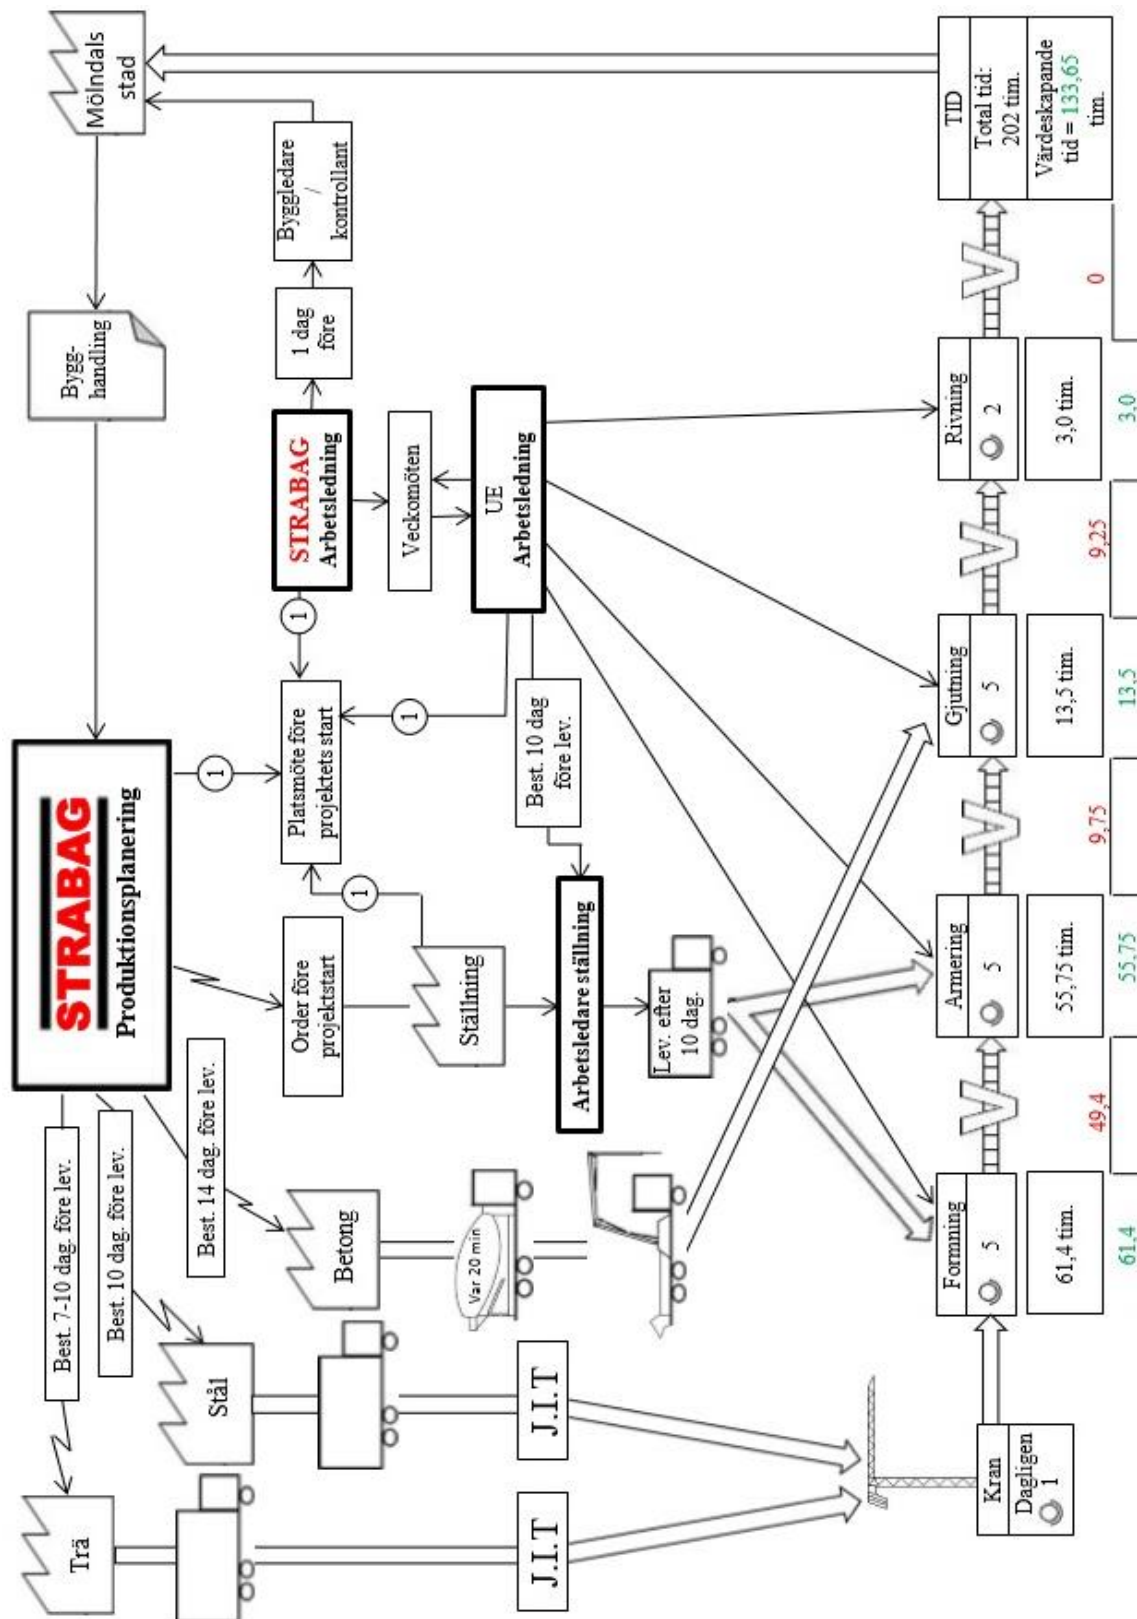 Mölndals
stad
Bygg-
handling
STRABAG
Produktionsplanering
Best. 7-10 dag. före lev.
Best. 10 dag. före lev.
Best. 14 dag. före lev.
Trä
Stål
Betong
Order före
projektstart
Platsmöte före
projektets start
1
1
1
1
STRABAG
Arbetsledning
1 dag
före
Byggledare
/
kontrollant
Veckomöten
UE
Arbetsledning
Ställning
Best. 10 dag
före lev.
Arbetsledare ställning
Lev. efter
10 dag.
Var 20 min
J.I.T
J.I.T
Kran
Dagligen
1
Formning
5
61,4 tim.
Armering
5
55,75 tim.
Gjutning
5
13,5 tim.
Rivning
2
3,0 tim.
V
V
V
V
TID
Total tid:
202 tim.
Värdeskapande
tid = 133,65
tim.
61,4
49,4
55,75
9,75
13,5
9,25
3,0
0